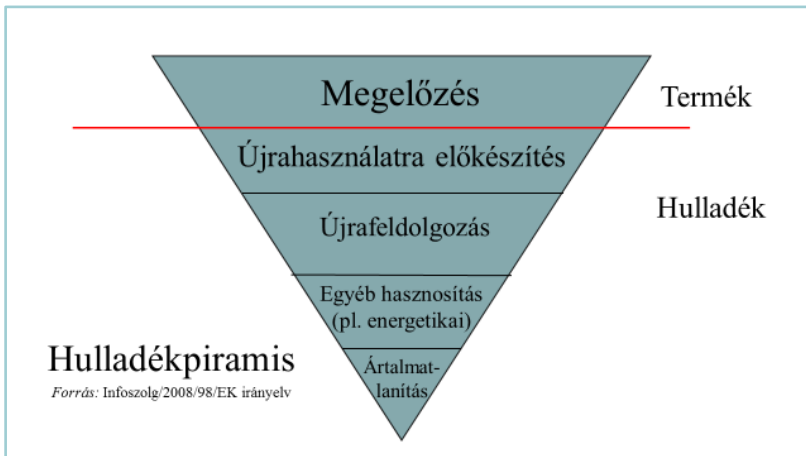 Megelőzés
Termék
Újrahasználatra előkészítés
Hulladék
Újrafeldolgozás
Egyéb hasznosítás
(pl. energetikai)
Ártalmat-
lanítás
Hulladékpiramis
Forrás: Infoszolg/2008/98/EK irányelv